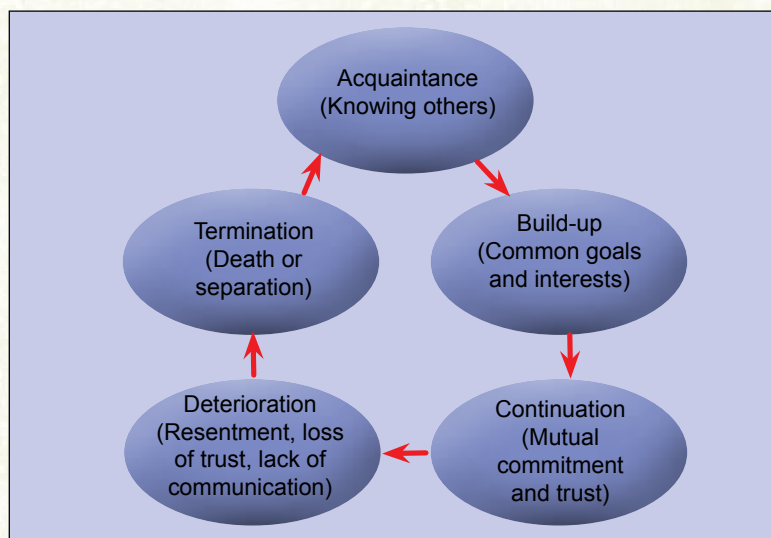 Acquaintance
(Knowing others)
Build-up
(Common goals
and interests)
Continuation
(Mutual
commitment
and trust)
Deterioration
(Resentment, loss
of trust, lack of
communication)
Termination
(Death or
separation)